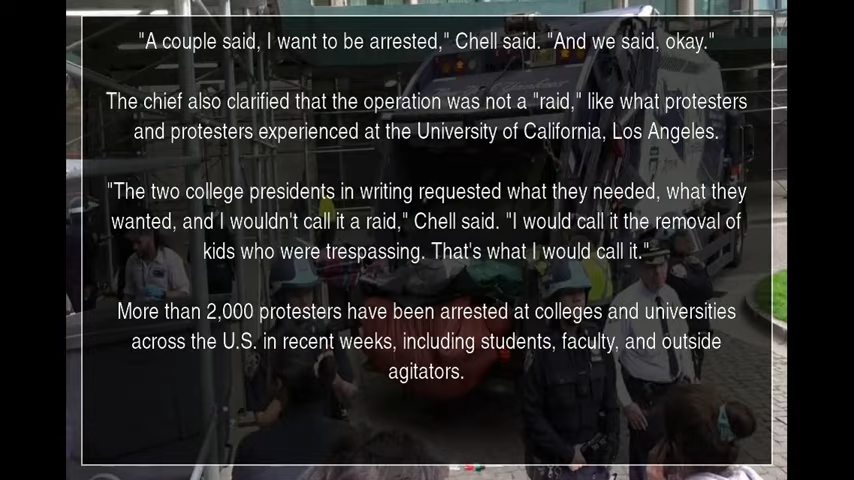 "A couple said, I want to be arrested," Chell said. "And we said, okay."
The chief also clarified that the operation was not a "raid," like what protesters
and protesters experienced at the University of California, Los Angeles.
"The two college presidents in writing requested what they needed, what they
wanted, and I wouldn't call it a raid," Chell said. "I would call it the removal of
kids who were trespassing. That's what I would call it."
More than 2,000 protesters have been arrested at colleges and universities
across the U.S. in recent weeks, including students, faculty, and outside
agitators.